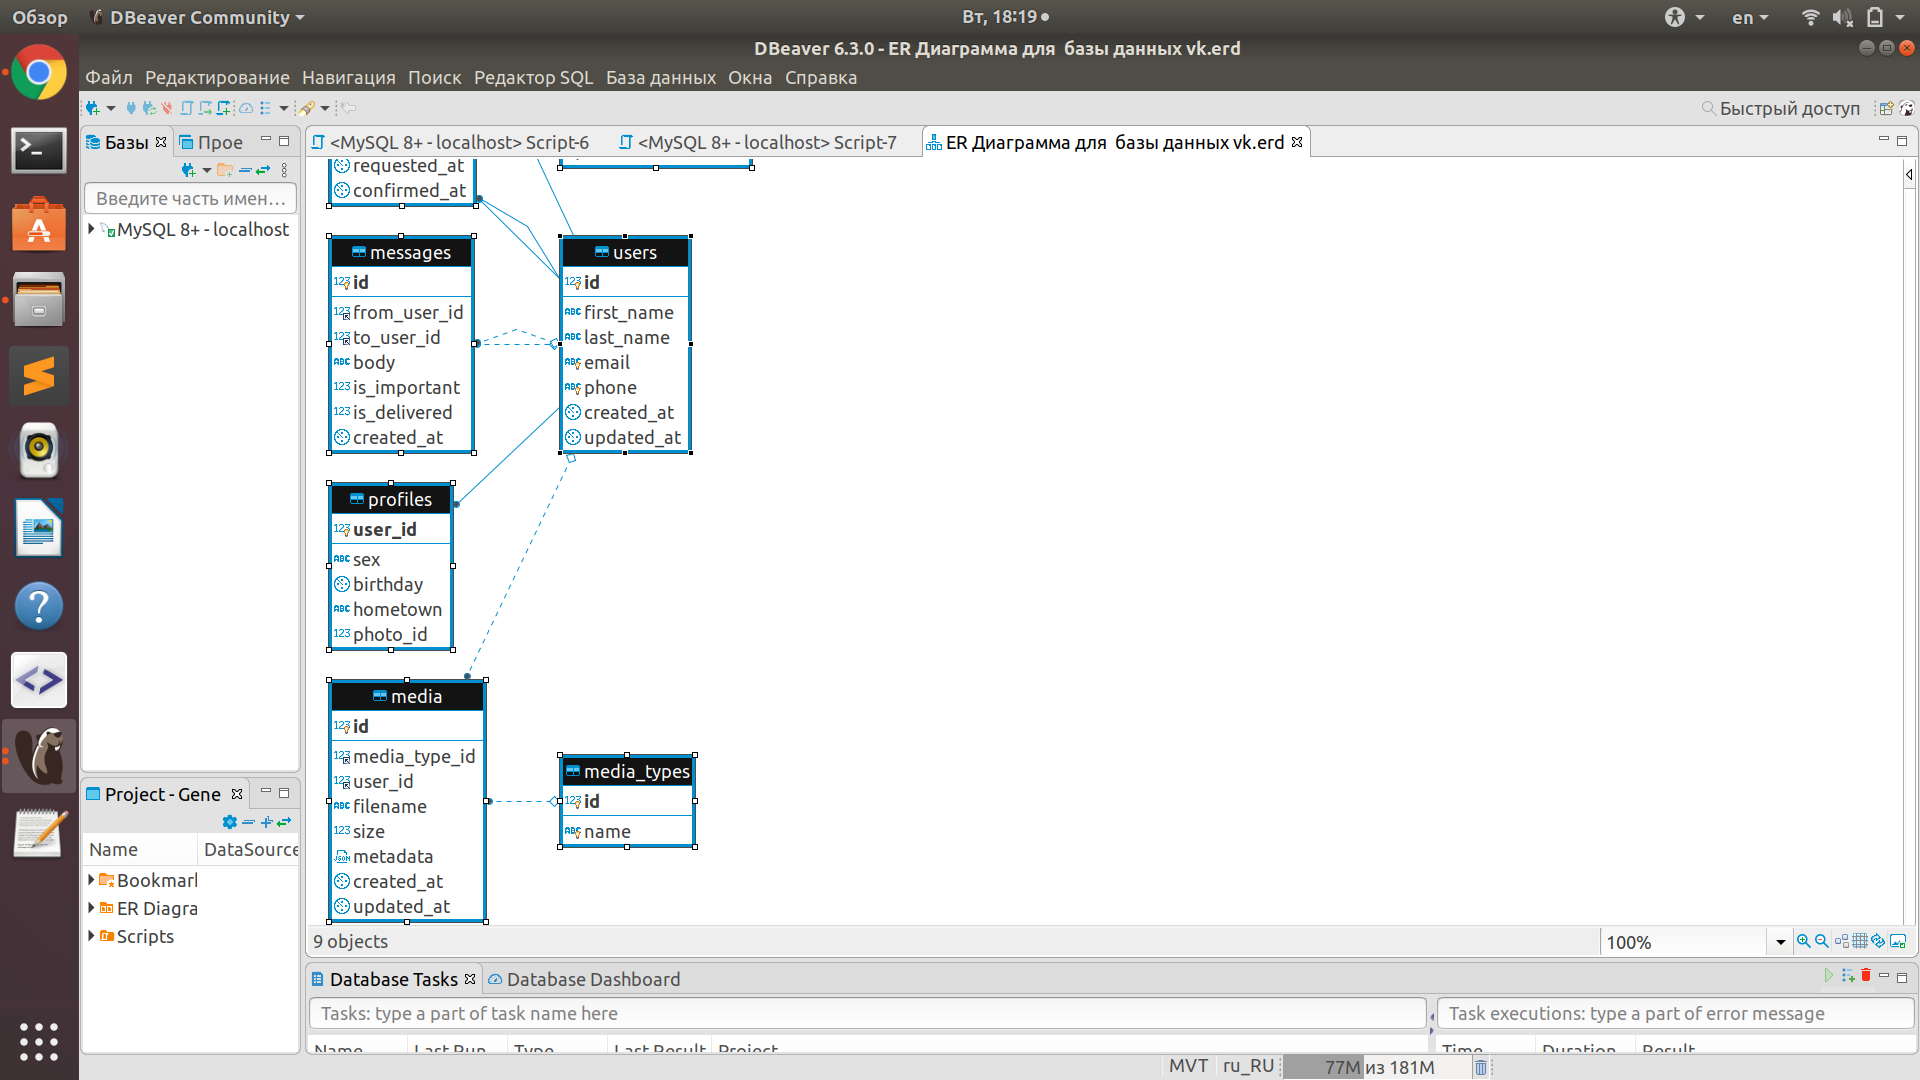 Обзор
DBeaver Community
Вт, 18:19
en
DBeaver 6.3.0 - ER Диаграмма для базы данных vk.erd
Файл Редактирование Навигация Поиск Редактор SQL База данных Окна Справка
Быстрый доступ
Базы
Прое
<MySQL 8+ - localhost> Script-6
<MySQL 8+ - localhost> Script-7
ER Диаграмма для базы данных vk.erd
Введите часть имен...
MySQL 8+ - localhost
requested_at
confirmed_at
messages
id
from_user_id
to_user_id
body
is_important
is_delivered
created_at
users
id
first_name
last_name
email
phone
created_at
updated_at
profiles
user_id
sex
birthday
hometown
photo_id
media
id
media_type_id
user_id
filename
size
metadata
created_at
updated_at
media_types
id
name
Project - Gene
Name
DataSource
Bookmar
ER Diagra
Scripts
9 objects
100%
Database Tasks
Database Dashboard
Tasks: type a part of task name here
Task executions: type a part of error message
Name Last Run Type Last Result Project
Time Duration Result
MVT
ru_RU
77M из 181M